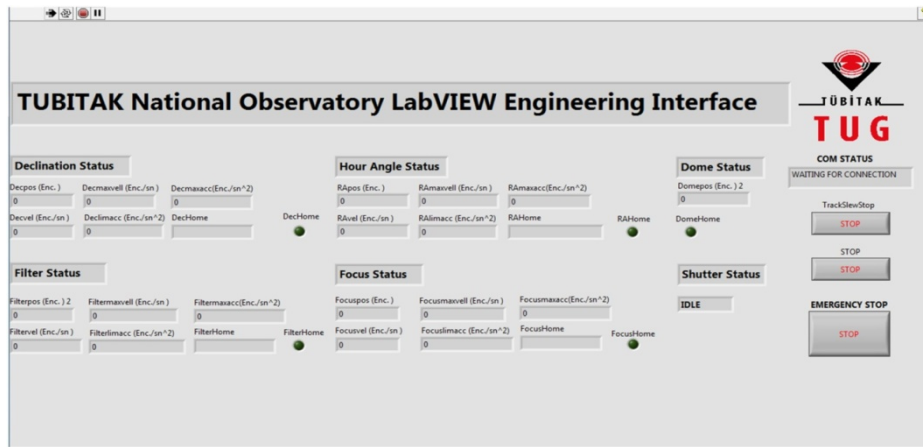 TUBITAK National Observatory LabVIEW Engineering Interface
TÜBİTAK
TUG
COM STATUS
WAITING FOR CONNECTION
Declination Status
Hour Angle Status
Dome Status
Decpos (Enc. )
Decmaxvell (Enc./sn )
Decmaxacc(Enc./sn^2)
0
0
0
Decvel (Enc./sn )
Declimacc (Enc./sn^2)
DecHome
DecHome
0
0
RApos (Enc. )
RAmaxvell (Enc./sn )
RAmaxacc(Enc./sn^2)
0
0
0
RAvel (Enc./sn )
RAlimacc (Enc./sn^2)
RAHome
RAHome
0
0
Domepos (Enc. ) 2
0
DomeHome
TrackSlewStop
STOP
STOP
STOP
EMERGENCY STOP
STOP
Filter Status
Focus Status
Shutter Status
Filterpos (Enc. ) 2
Filtermaxvell (Enc./sn )
Filtermaxacc(Enc./sn^2)
0
0
0
Filtervel (Enc./sn )
Filterlimacc (Enc./sn^2)
FilterHome
FilterHome
0
0
Focuspos (Enc. )
Focusmaxvell (Enc./sn )
Focusmaxacc(Enc./sn^2)
0
0
0
Focusvel (Enc./sn )
Focuslimacc (Enc./sn^2)
FocusHome
FocusHome
0
0
IDLE